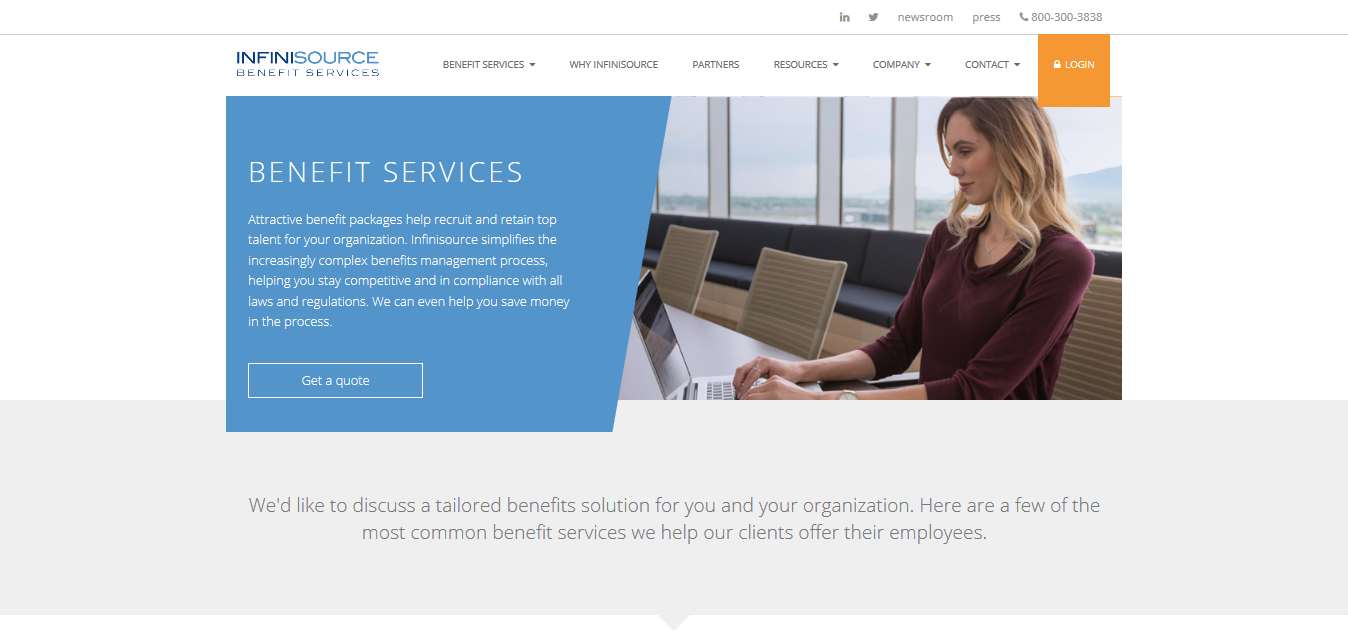 newsroom press 800-300-3838
INFINISOURCE
BENEFIT SERVICES
BENEFIT SERVICES WHY INFINISOURCE PARTNERS RESOURCES COMPANY CONTACT LOGIN
BENEFIT SERVICES
Attractive benefit packages help recruit and retain top
talent for your organization. Infinisource simplifies the
increasingly complex benefits management process,
helping you stay competitive and in compliance with all
laws and regulations. We can even help you save money
in the process.
Get a quote
We'd like to discuss a tailored benefits solution for you and your organization. Here are a few of the
most common benefit services we help our clients offer their employees.